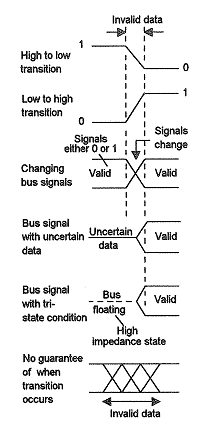 Invalid data
1
High to low
transition
0
Low to high
transition
1
0
Signals
either 0 or 1
Signals
change
Changing
bus signals
Valid
Valid
Bus signal
with uncertain
data
Uncertain
data
Valid
Bus signal
with tri-
state condition
Bus
floating
Valid
High
impedance state
No guarantee
of when
transition
occurs
Invalid data